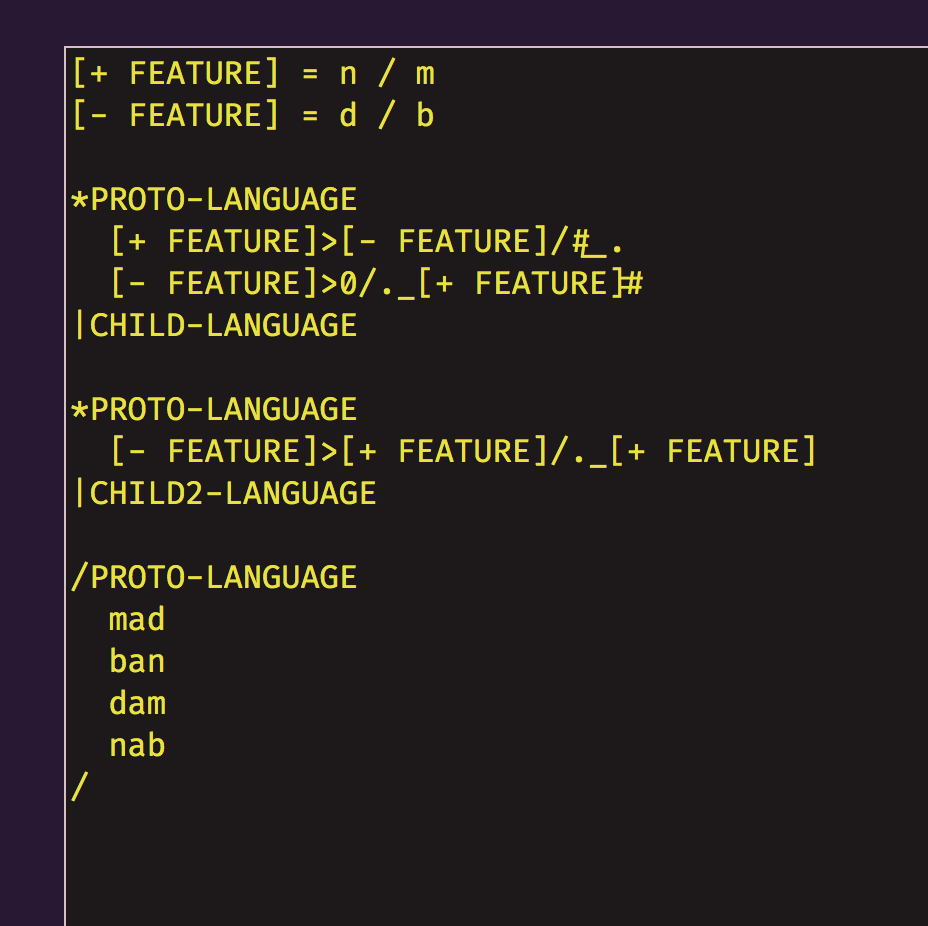 [+ FEATURE] = n / m
[- FEATURE] = d / b
*PROTO-LANGUAGE
[+ FEATURE]>[- FEATURE]/#_.
[- FEATURE]>0/._[+ FEATURE]#
|CHILD-LANGUAGE
*PROTO-LANGUAGE
[- FEATURE]>[+ FEATURE]/._[+ FEATURE]
|CHILD2-LANGUAGE
/PROTO-LANGUAGE
mad
ban
dam
nab
/